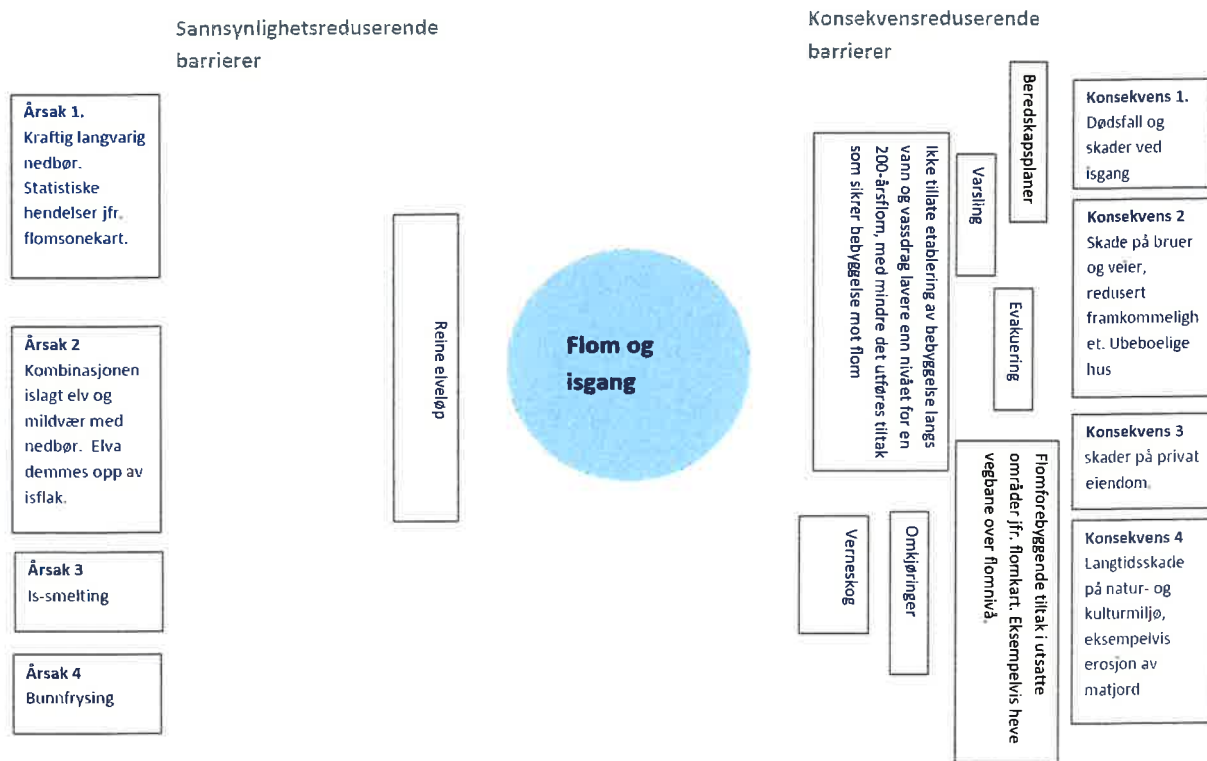 Sannsynlighetsreduserende
barrierer
Årsak 1.
Kraftig langvarig
nedbør.
Statistiske
hendelser jfr.
flomsonekart.
Årsak 2
Kombinasjonen
islagt elv og
mildvær med
nedbør. Elva
demmes opp av
isflak.
Årsak 3
Is-smelting
Årsak 4
Bunnfrysing
Reine elveløp
Flom og
isgang
Konsekvensreduserende
barrierer
Ikke tillate etablering av bebyggelse langs
vann og vassdrag lavere enn nivået for en
200-årsflom, med mindre det utføres tiltak
som sikrer bebyggelse mot flom
Varsling
Beredskapsplaner
Evakuering
Verneskog
Omkjøringer
Flomforebyggende tiltak i utsatte
områder jfr. flomkart. Eksempelvis heve
vegbane over flomnivå.
Konsekvens 1.
Dødsfall og
skader ved
isgang
Konsekvens 2
Skade på bruer
og veier,
redusert
framkommeligh
et. Ubeboelige
hus
Konsekvens 3
skader på privat
eiendom.
Konsekvens 4
Langtidsskade
på natur- og
kulturmiljø,
eksempelvis
erosjon av
matjord